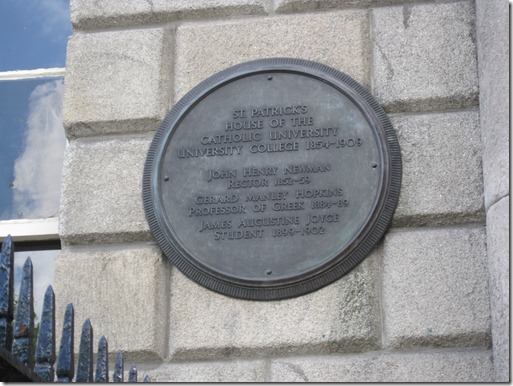 ST. PATRICK'S
HOUSE OF THE
CATHOLIC UNIVERSITY
UNIVERSITY COLLEGE 1854-1909
JOHN HENRY NEWMAN
RECTOR 1852-59
GERARD MANLEY HOPKINS
PROFESSOR OF GREEK 1884-89
JAMES AUGUSTINE JOYCE
STUDENT 1899-1902